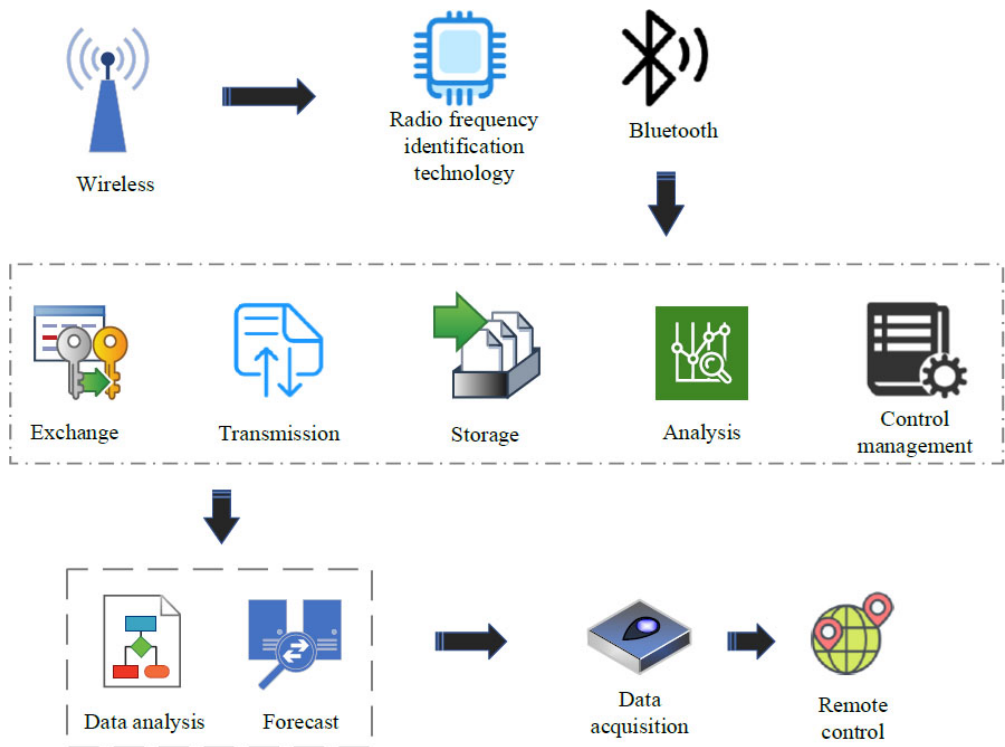 Wireless
Radio frequency
identification
technology
Bluetooth
Exchange
Transmission
Storage
Analysis
Control
management
Data analysis
Forecast
Data
acquisition
Remote
control